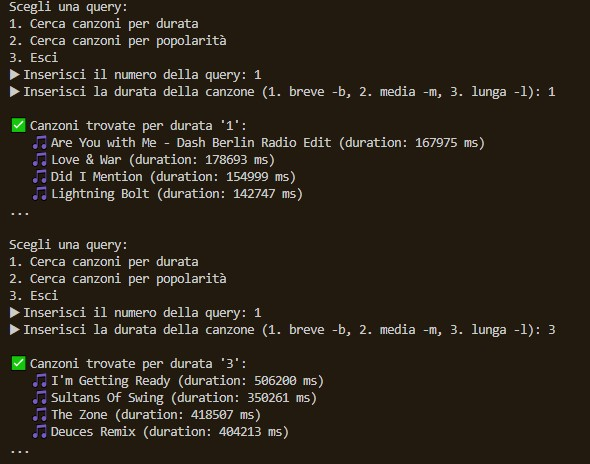 Scegli una query:
1. Cerca canzoni per durata
2. Cerca canzoni per popolarità
3. Esci
▶ Inserisci il numero della query: 1
▶ Inserisci la durata della canzone (1. breve -b, 2. media -m, 3. lunga -l): 1
✅ Canzoni trovate per durata '1':
🎵 Are You with Me - Dash Berlin Radio Edit (duration: 167975 ms)
🎵 Love & War (duration: 178693 ms)
🎵 Did I Mention (duration: 154999 ms)
🎵 Lightning Bolt (duration: 142747 ms)
...
Scegli una query:
1. Cerca canzoni per durata
2. Cerca canzoni per popolarità
3. Esci
▶ Inserisci il numero della query: 1
▶ Inserisci la durata della canzone (1. breve -b, 2. media -m, 3. lunga -l): 3
✅ Canzoni trovate per durata '3':
🎵 I'm Getting Ready (duration: 506200 ms)
🎵 Sultans Of Swing (duration: 350261 ms)
🎵 The Zone (duration: 418507 ms)
🎵 Deuces Remix (duration: 404213 ms)
...